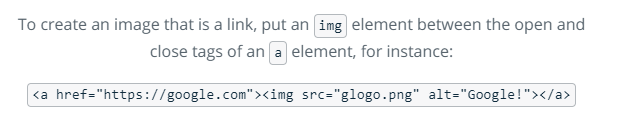 To create an image that is a link, put an img element between the open and
close tags of an a element, for instance:
<a href="https://google.com"><img src="glogo.png" alt="Google!"></a>